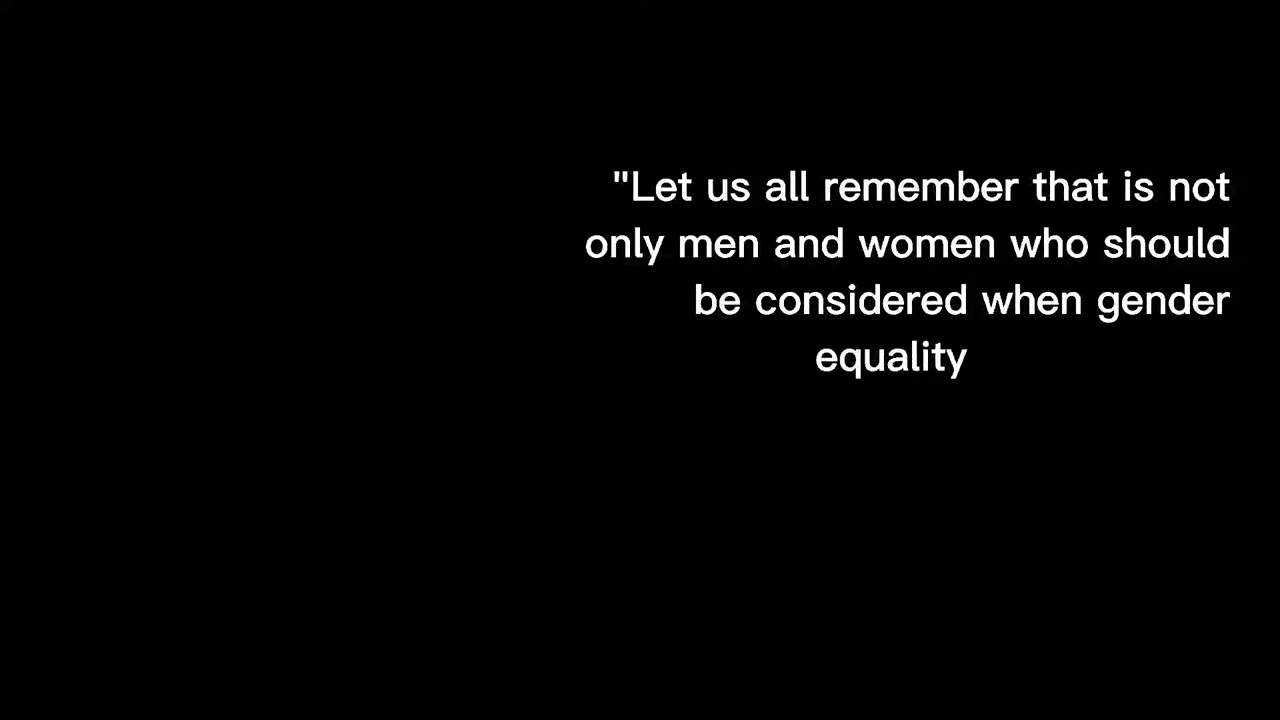 "Let us all remember that is not
only men and women who should
be considered when gender
equality